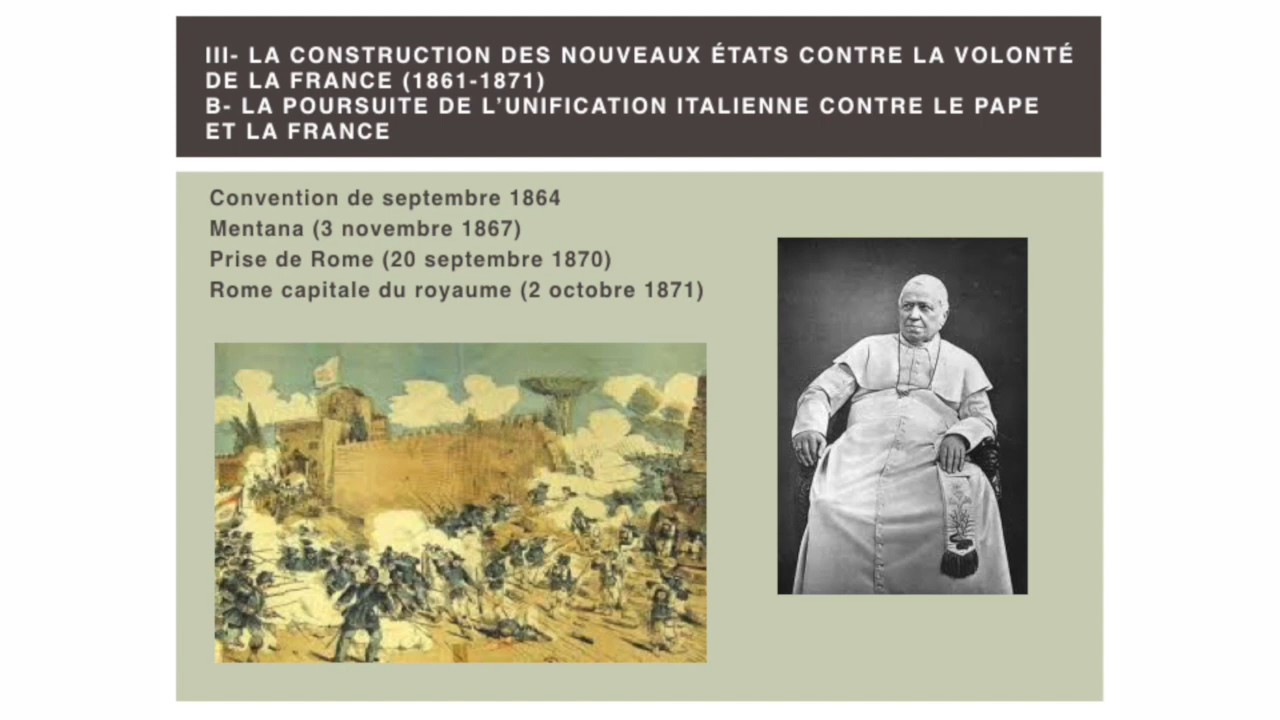 III- LA CONSTRUCTION DES NOUVEAUX ÉTATS CONTRE LA VOLONTÉ
DE LA FRANCE (1861-1871)
B- LA POURSUITE DE L’UNIFICATION ITALIENNE CONTRE LE PAPE
ET LA FRANCE
Convention de septembre 1864
Mentana (3 novembre 1867)
Prise de Rome (20 septembre 1870)
Rome capitale du royaume (2 octobre 1871)